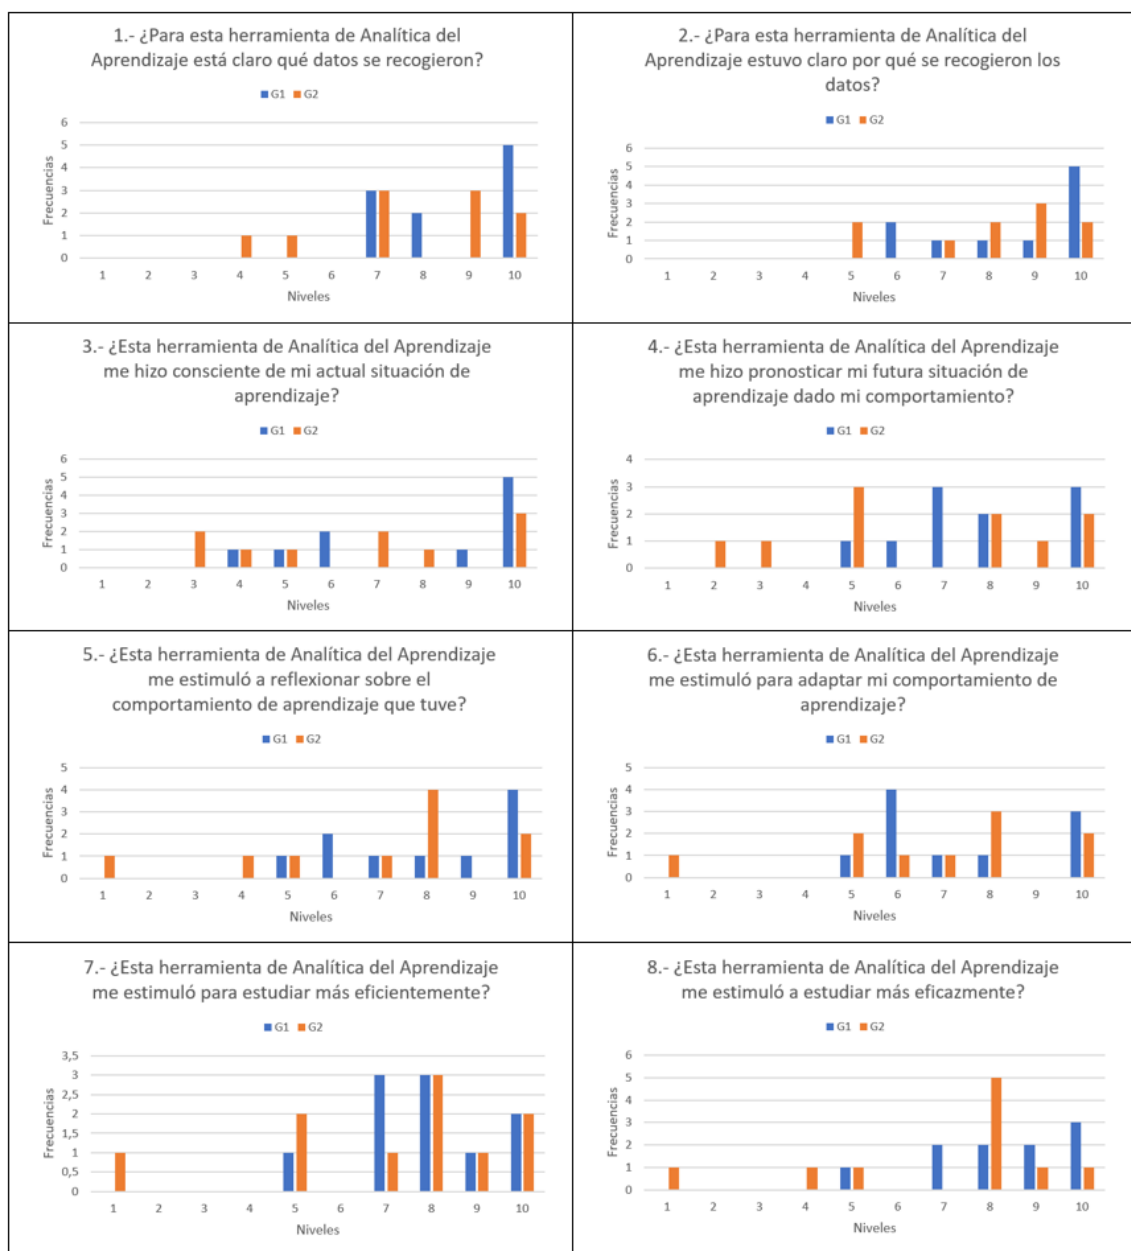 1.- ¿Para esta herramienta de Analítica del
Aprendizaje está claro qué datos se recogieron?
G1 G2
6
5
4
3
2
1
0
Frecuencias
1 2 3 4 5 6 7 8 9 10
Niveles
2.- ¿Para esta herramienta de Analítica del
Aprendizaje estuvo claro por qué se recogieron los
datos?
G1 G2
6
5
4
3
2
1
0
Frecuencias
1 2 3 4 5 6 7 8 9 10
Niveles
3.- ¿Esta herramienta de Analítica del Aprendizaje
me hizo consciente de mi actual situación de
aprendizaje?
G1 G2
6
5
4
3
2
1
0
Frecuencias
1 2 3 4 5 6 7 8 9 10
Niveles
4.- ¿Esta herramienta de Analítica del Aprendizaje
me hizo pronosticar mi futura situación de
aprendizaje dado mi comportamiento?
G1 G2
4
3
2
1
0
Frecuencias
1 2 3 4 5 6 7 8 9 10
Niveles
5.- ¿Esta herramienta de Analítica del Aprendizaje
me estimuló a reflexionar sobre el
comportamiento de aprendizaje que tuve?
G1 G2
5
4
3
2
1
0
Frecuencias
1 2 3 4 5 6 7 8 9 10
Niveles
6.- ¿Esta herramienta de Analítica del Aprendizaje
me estimuló para adaptar mi comportamiento de
aprendizaje?
G1 G2
5
4
3
2
1
0
Frecuencias
1 2 3 4 5 6 7 8 9 10
Niveles
7.- ¿Esta herramienta de Analítica del Aprendizaje
me estimuló para estudiar más eficientemente?
G1 G2
3,5
3
2,5
2
1,5
1
0,5
0
Frecuencias
1 2 3 4 5 6 7 8 9 10
Niveles
8.- ¿Esta herramienta de Analítica del Aprendizaje
me estimuló a estudiar más eficazmente?
G1 G2
6
5
4
3
2
1
0
Frecuencias
1 2 3 4 5 6 7 8 9 10
Niveles